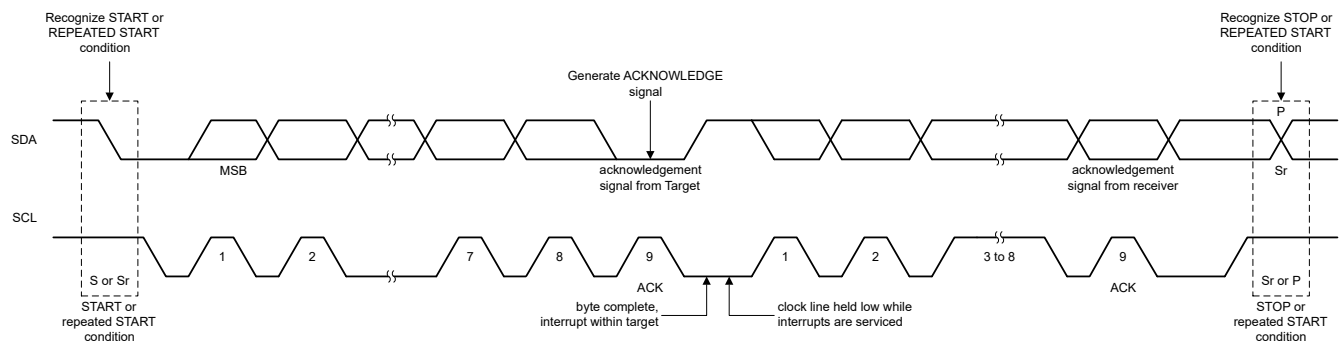 Recognize START or
REPEATED START
condition
Recognize STOP or
REPEATED START
condition
Generate ACKNOWLEDGE
signal
P
SDA
MSB
acknowledgement
signal from Target
acknowledgement
signal from receiver
Sr
SCL
1
2
7
8
9
1
2
3 to 8
9
S or Sr
ACK
ACK
Sr or P
START or
repeated START
condition
byte complete,
interrupt within target
clock line held low while
interrupts are serviced
STOP or
repeated START
condition